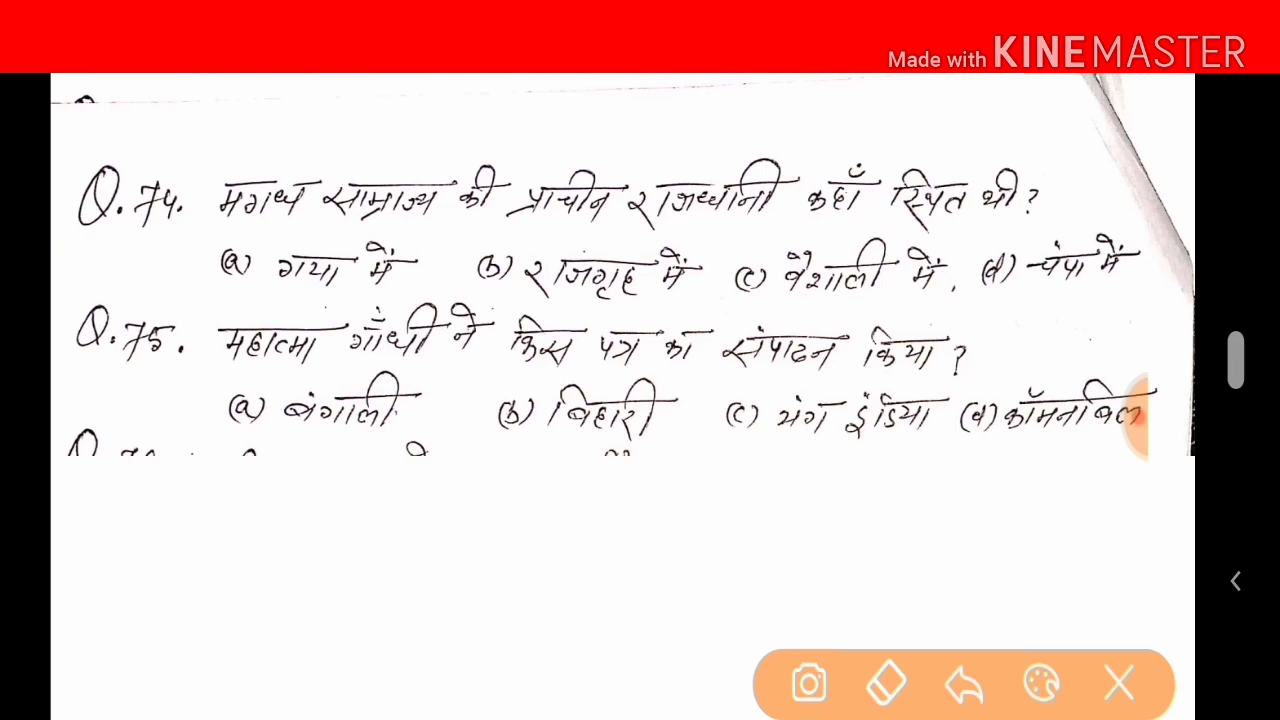 Made with KINEMASTER
Q.74. मगध साम्राज्य की प्राचीन राजधानी कहाँ स्थित थी?
(a) गया में (b) राजगृह में (c) वैशाली में, (d) चंपा में
Q.75. महात्मा गाँधी ने किस पत्र का संपादन किया?
(a) बंगाली (b) बिहारी (c) यंग इंडिया (d) कॉमनविल